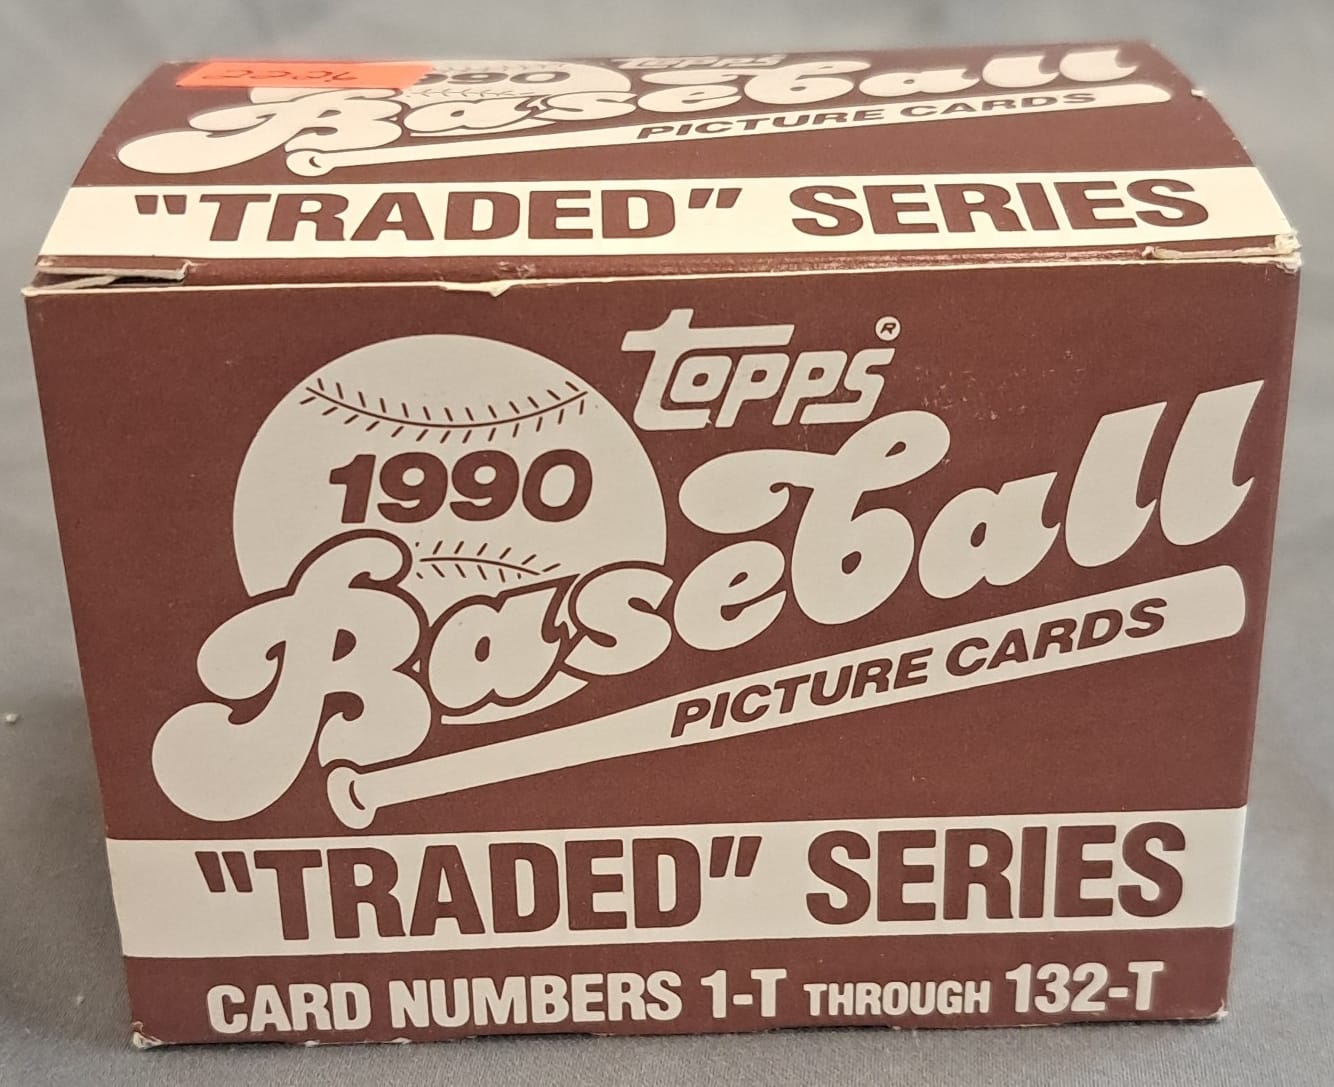 1990
Topps
Baseball
PICTURE CARDS
"TRADED" SERIES
Topps®
1990
Baseball
PICTURE CARDS
"TRADED" SERIES
CARD NUMBERS 1-T THROUGH 132-T